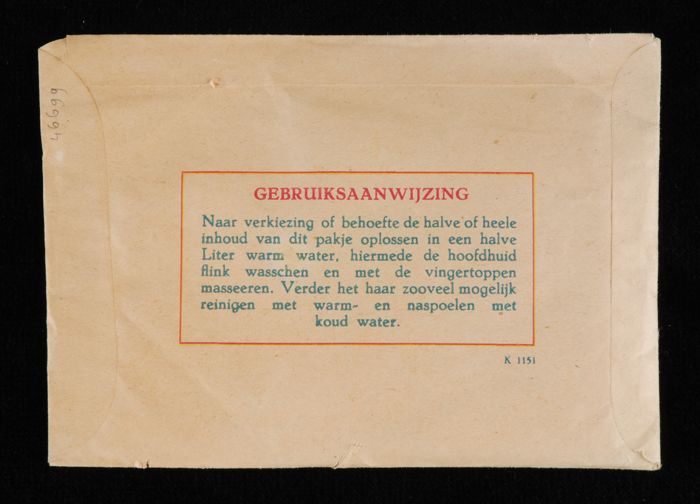 46699
GEBRUIKSAANWIJZING
Naar verkiezing of behoefte de halve of heele
inhoud van dit pakje oplossen in een halve
Liter warm water, hiermede de hoofdhuid
flink wasschen en met de vingertoppen
masseeren. Verder het haar zooveel mogelijk
reinigen met warm- en naspoelen met
koud water.
K 1151